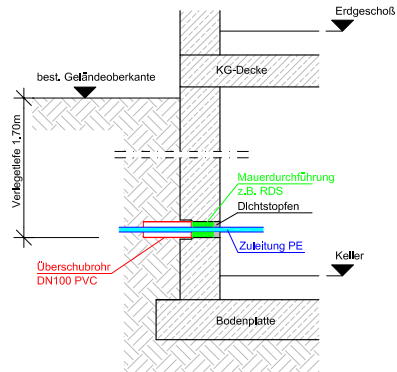 Erdgeschoß
best. Geländeoberkante
KG-Decke
Verlegetiefe 1.70m
Mauerdurchführung
z.B. RDS
Dichtstopfen
Zuleitung PE
Überschubrohr
DN100 PVC
Keller
Bodenplatte